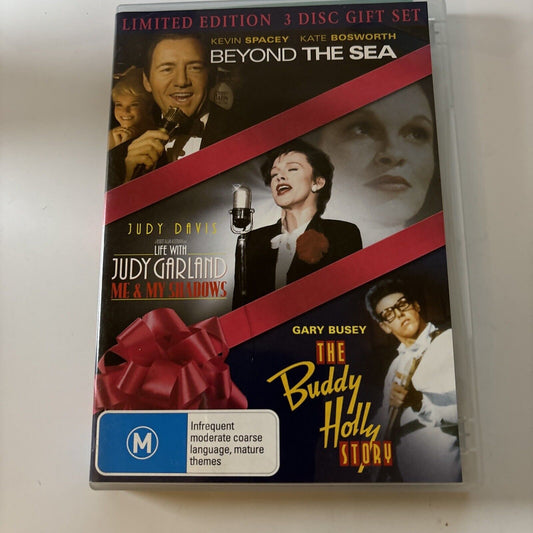 LIMITED EDITION 3 DISC GIFT SET
KEVIN SPACEY KATE BOSWORTH
BEYOND THE SEA
JUDY DAVIS
LIFE WITH
JUDY GARLAND
ME & MY SHADOWS
GARY BUSEY
THE
Buddy
Holly
STORY
M
Infrequent
moderate coarse
language, mature
themes